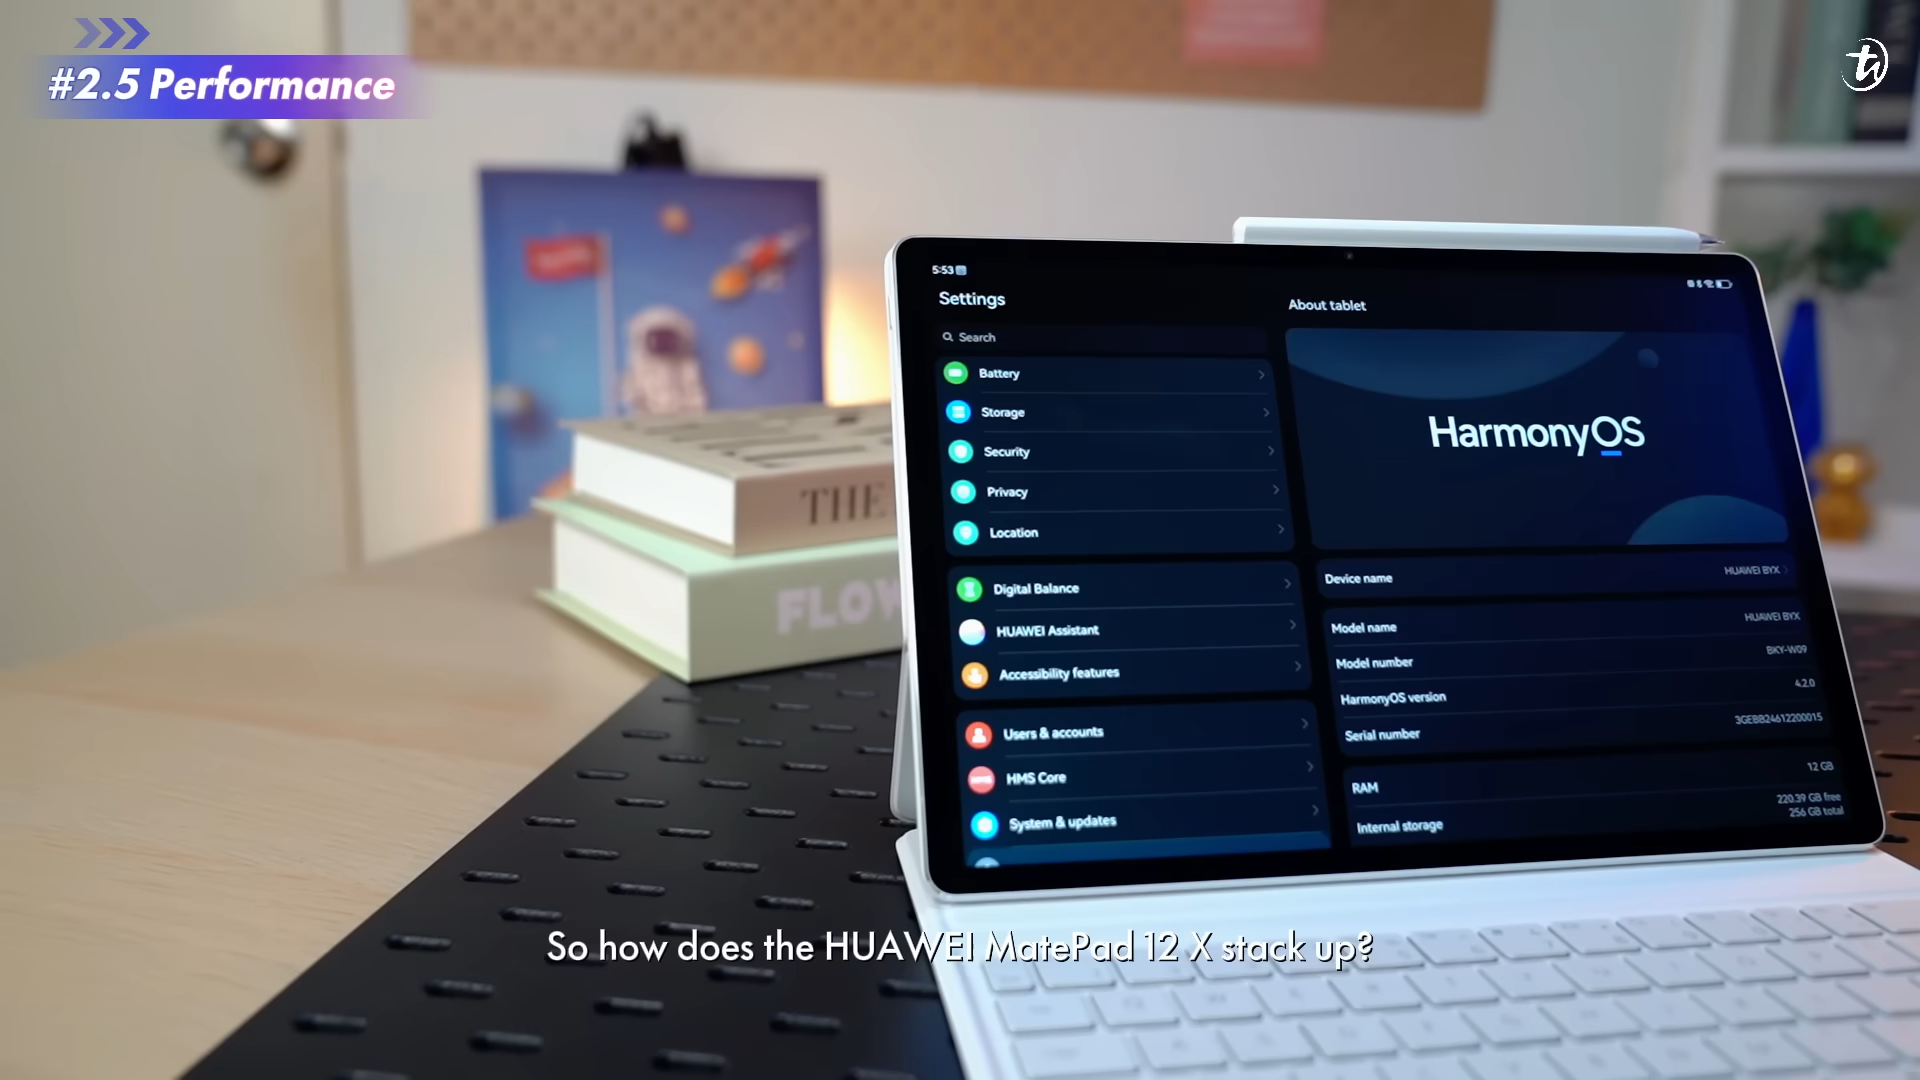 #2.5 Performance
tw
THE
FLOW
5:53
Settings
Search
Battery
Storage
Security
Privacy
Location
Digital Balance
HUAWEI Assistant
Accessibility features
Users & accounts
HMS Core
System & updates
About tablet
HarmonyOS
Device name HUAWEI BYX
Model name HUAWEI BYX
Model number BKY-W09
HarmonyOS version 4.2.0
Serial number 3GEBB24612200015
RAM 12 GB
Internal storage 220.39 GB free
256 GB total
So how does the HUAWEI MatePad 12 X stack up?